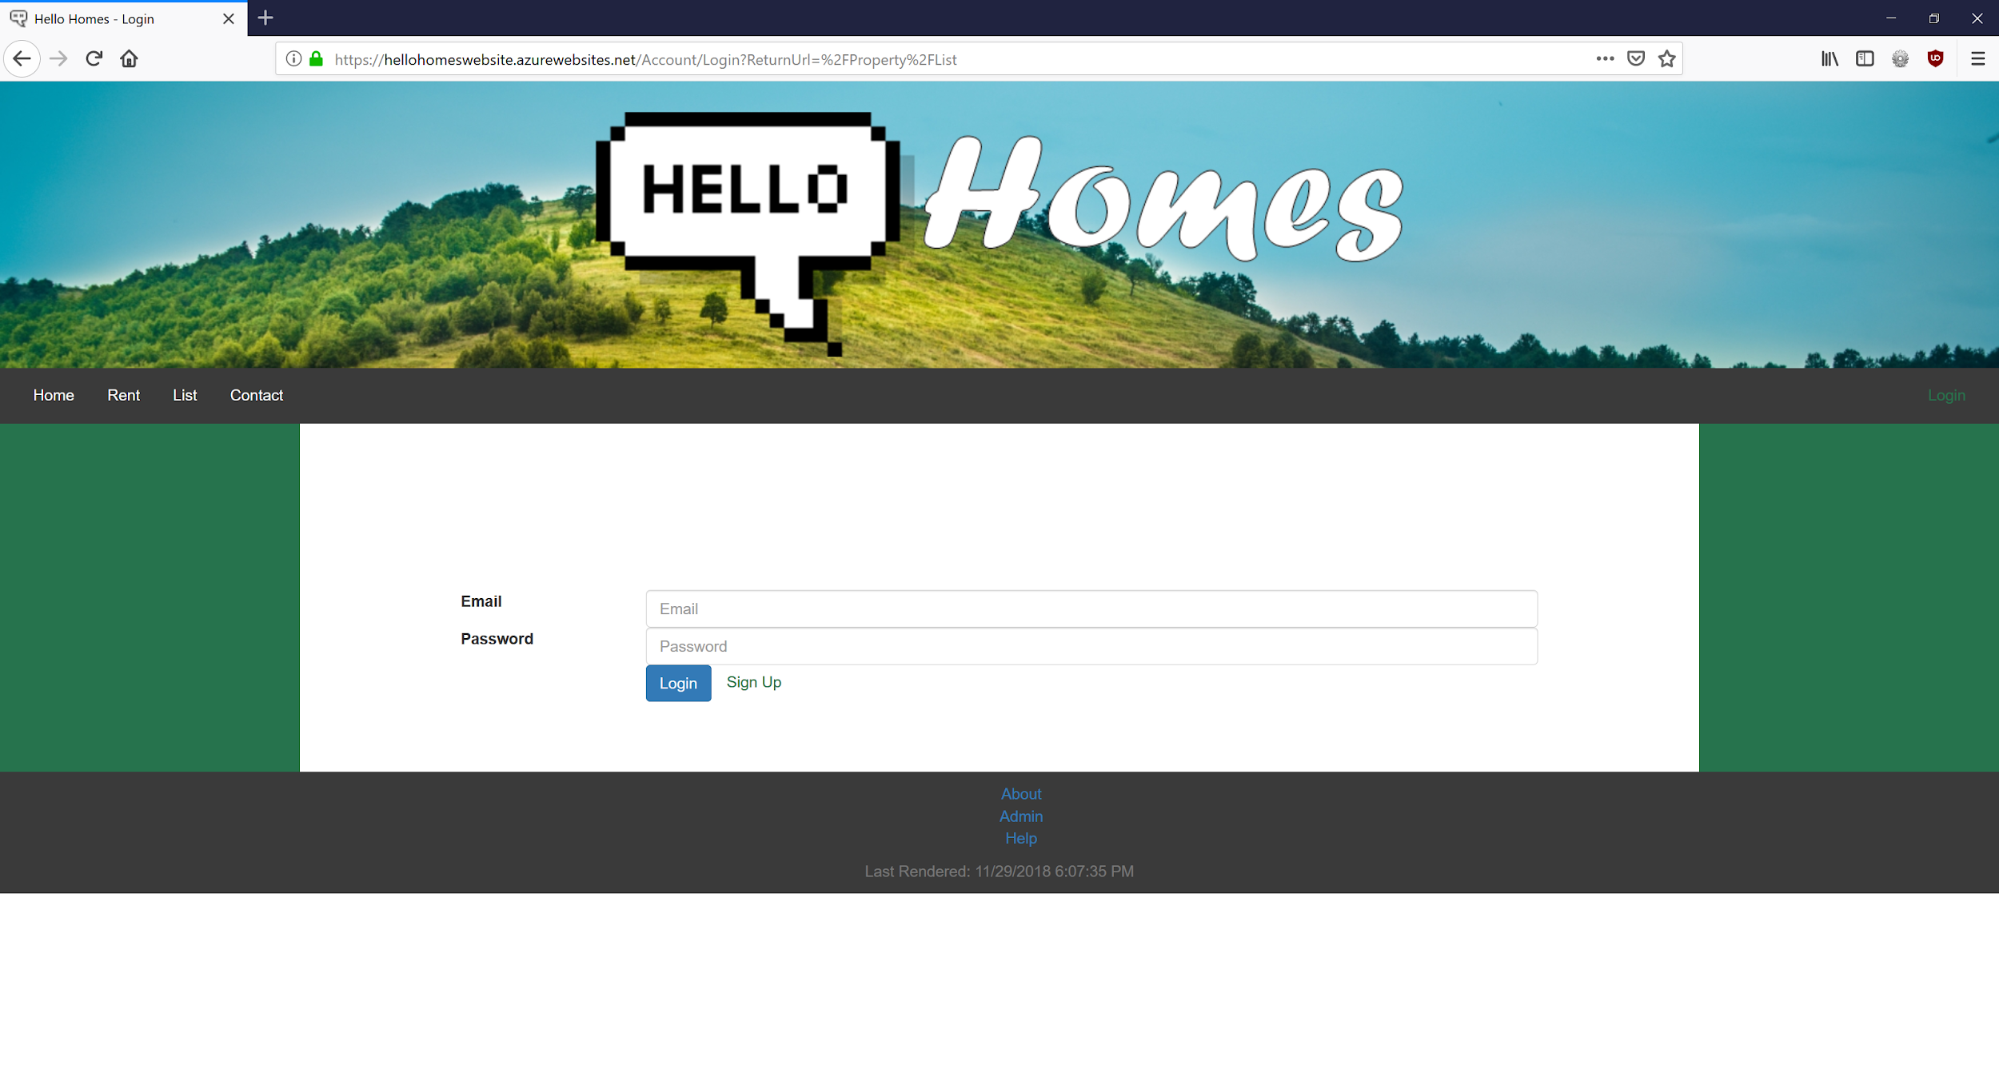 Hello Homes - Login
https://hellohomeswebsite.azurewebsites.net/Account/Login?ReturnUrl=%2FProperty%2FList
HELLO Homes
Home Rent List Contact Login
Email Email
Password Password
Login Sign Up
About
Admin
Help
Last Rendered: 11/29/2018 6:07:35 PM